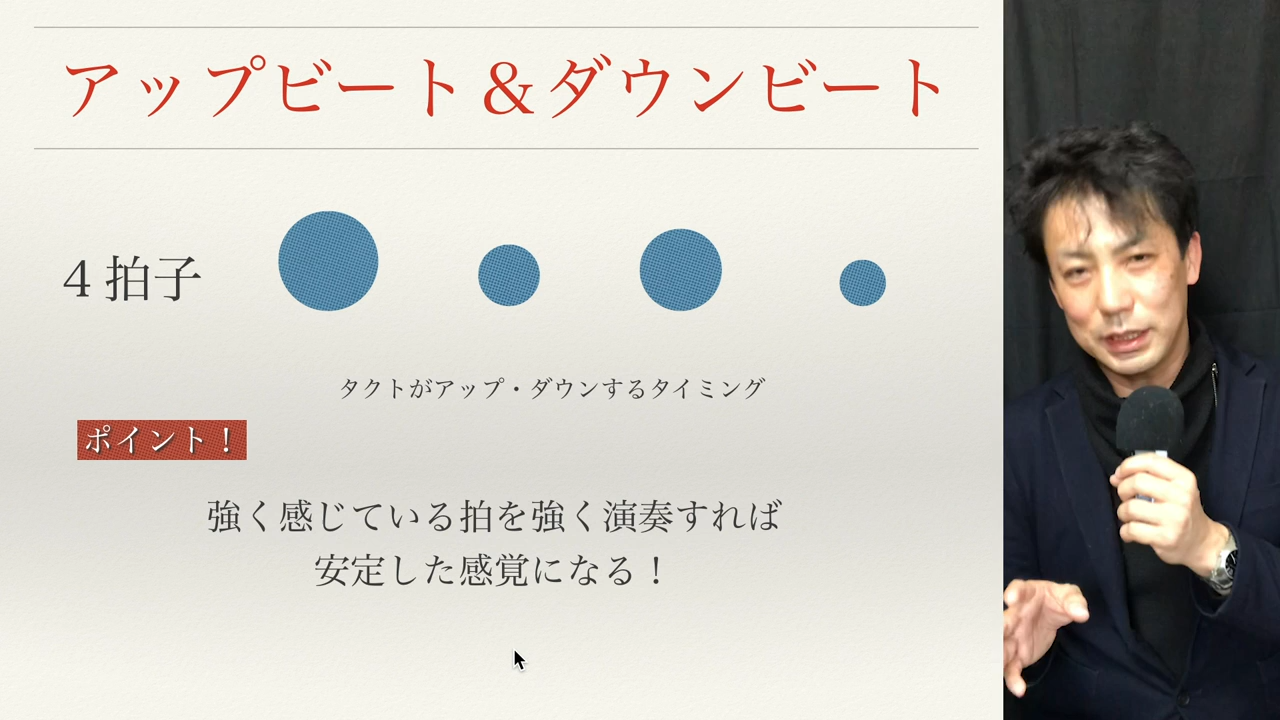 アップビート＆ダウンビート
４拍子
タクトがアップ・ダウンするタイミング
ポイント！
強く感じている拍を強く演奏すれば
安定した感覚になる！